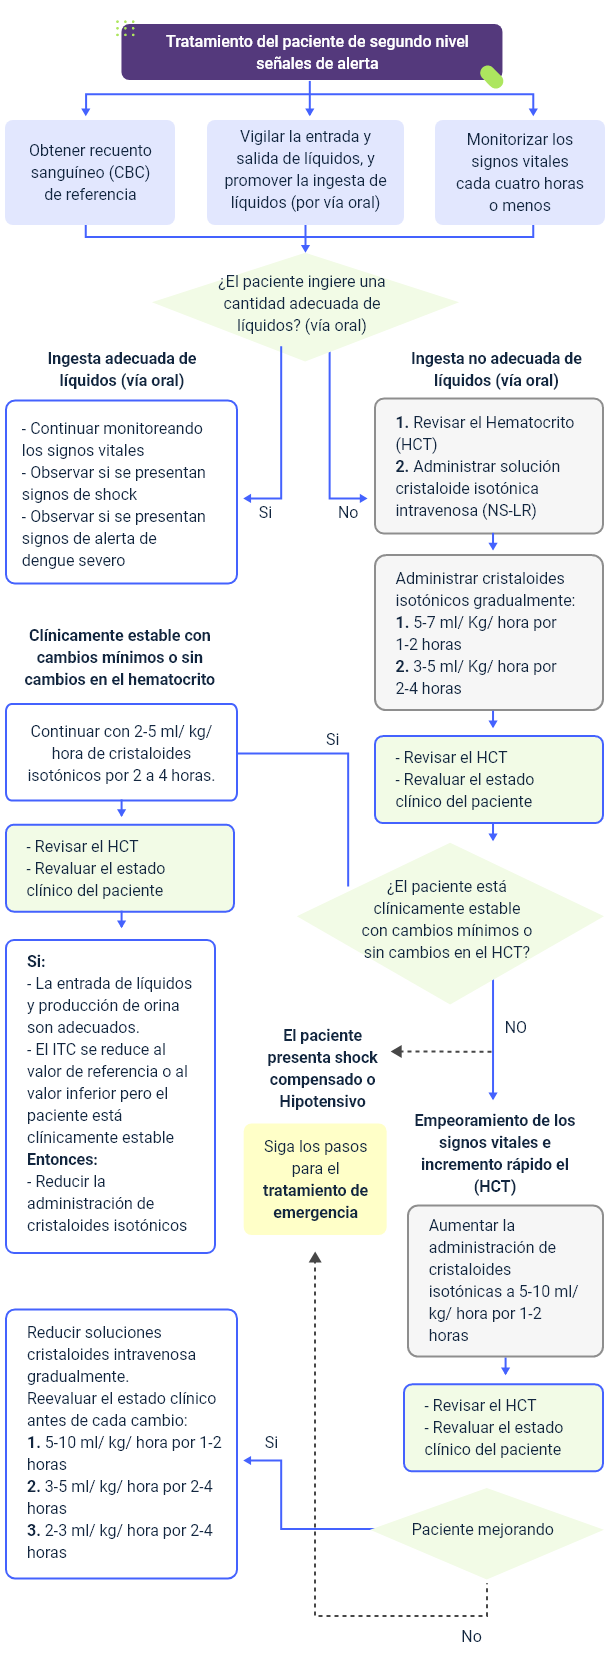 Tratamiento del paciente de segundo nivel
señales de alerta
Obtener recuento
sanguíneo (CBC)
de referencia
Vigilar la entrada y
salida de líquidos, y
promover la ingesta de
líquidos (por vía oral)
Monitorizar los
signos vitales
cada cuatro horas
o menos
¿El paciente ingiere una
cantidad adecuada de
líquidos? (vía oral)
Ingesta adecuada de
líquidos (vía oral)
- Continuar monitoreando
los signos vitales
- Observar si se presentan
signos de shock
- Observar si se presentan
signos de alerta de
dengue severo
Si
No
Ingesta no adecuada de
líquidos (vía oral)
1. Revisar el Hematocrito
(HCT)
2. Administrar solución
cristaloide isotónica
intravenosa (NS-LR)
Administrar cristaloides
isotónicos gradualmente:
1. 5-7 ml/ Kg/ hora por
1-2 horas
2. 3-5 ml/ Kg/ hora por
2-4 horas
- Revisar el HCT
- Revaluar el estado
clínico del paciente
¿El paciente está
clínicamente estable
con cambios mínimos o
sin cambios en el HCT?
Si
Clínicamente estable con
cambios mínimos o sin
cambios en el hematocrito
Continuar con 2-5 ml/ kg/
hora de cristaloides
isotónicos por 2 a 4 horas.
- Revisar el HCT
- Revaluar el estado
clínico del paciente
Si:
- La entrada de líquidos
y producción de orina
son adecuados.
- El ITC se reduce al
valor de referencia o al
valor inferior pero el
paciente está
clínicamente estable
Entonces:
- Reducir la
administración de
cristaloides isotónicos
NO
El paciente
presenta shock
compensado o
Hipotensivo
Siga los pasos
para el
tratamiento de
emergencia
Empeoramiento de los
signos vitales e
incremento rápido el
(HCT)
Aumentar la
administración de
cristaloides
isotónicas a 5-10 ml/
kg/ hora por 1-2
horas
- Revisar el HCT
- Revaluar el estado
clínico del paciente
Paciente mejorando
Si
Reducir soluciones
cristaloides intravenosa
gradualmente.
Reevaluar el estado clínico
antes de cada cambio:
1. 5-10 ml/ kg/ hora por 1-2
horas
2. 3-5 ml/ kg/ hora por 2-4
horas
3. 2-3 ml/ kg/ hora por 2-4
horas
No